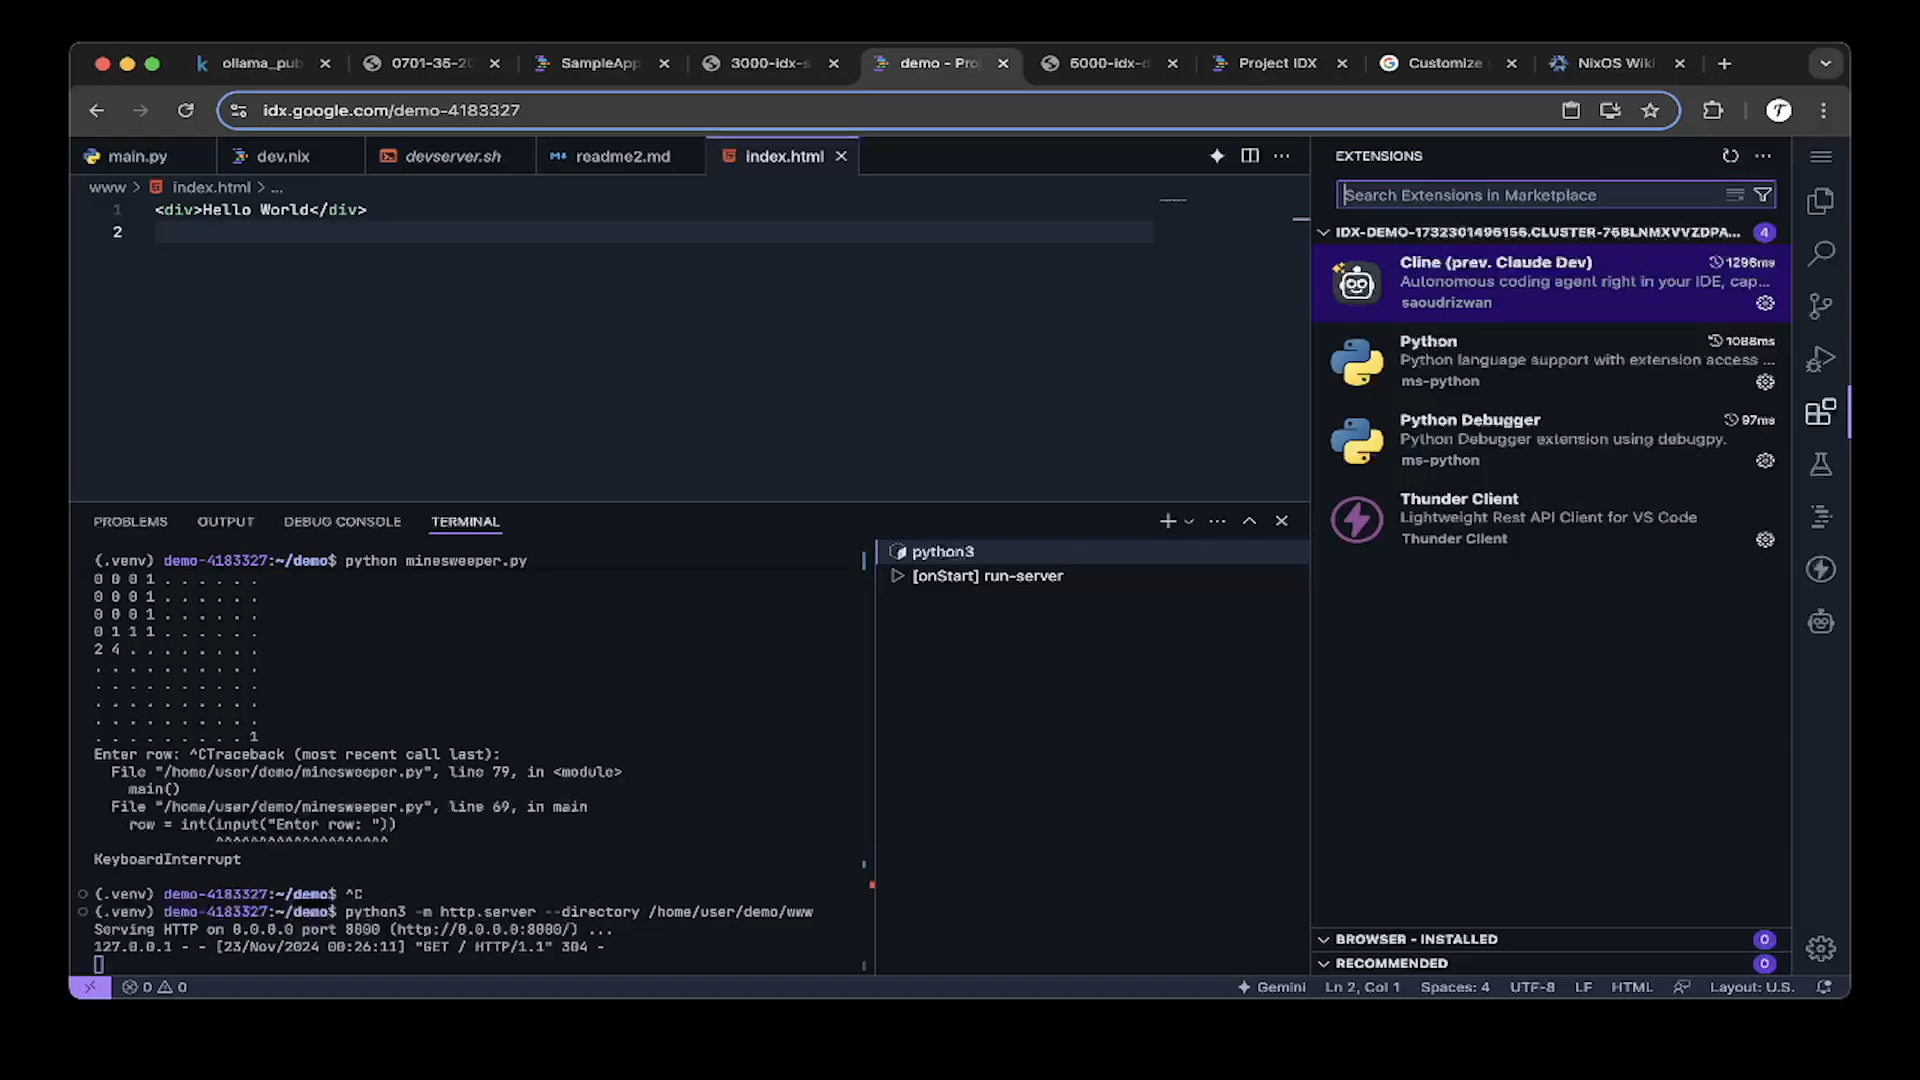 ollama_pub
0701-35-20
SampleApp
3000-idx-s
demo - Proj
6000-idx-d
Project IDX
Customize
NixOS Wiki
idx.google.com/demo-4183327
main.py
dev.nix
devserver.sh
readme2.md
index.html
www > index.html > ...
1 <div>Hello World</div>
2
PROBLEMS OUTPUT DEBUG CONSOLE TERMINAL
(.venv) demo-4183327:~/demo$ python minesweeper.py
0 0 0 1 . . . . . .
0 0 0 1 . . . . . .
0 0 0 1 . . . . . .
0 1 1 1 . . . . . .
2 4 . . . . . . . .
. . . . . . . . . .
. . . . . . . . . .
. . . . . . . . . .
. . . . . . . . . .
. . . . . . . . . 1
Enter row: ^CTraceback (most recent call last):
File "/home/user/demo/minesweeper.py", line 79, in <module>
main()
File "/home/user/demo/minesweeper.py", line 69, in main
row = int(input("Enter row: "))
^^^^^^^^^^^^^^^^^^^^
KeyboardInterrupt
(.venv) demo-4183327:~/demo$ ^C
(.venv) demo-4183327:~/demo$ python3 -m http.server --directory /home/user/demo/www
Serving HTTP on 0.0.0.0 port 8000 (http://0.0.0.0:8000/) ...
127.0.0.1 - - [23/Nov/2024 00:26:11] "GET / HTTP/1.1" 304 -
python3
[onStart] run-server
EXTENSIONS
Search Extensions in Marketplace
IDX-DEMO-1732301496156.CLUSTER-75BLNMXVVZDPA... 4
Cline (prev. Claude Dev) 1296ms
Autonomous coding agent right in your IDE, cap...
saoudrizwan
Python 1088ms
Python language support with extension access ...
ms-python
Python Debugger 97ms
Python Debugger extension using debugpy.
ms-python
Thunder Client
Lightweight Rest API Client for VS Code
Thunder Client
BROWSER - INSTALLED 0
RECOMMENDED 0
0 0
Gemini Ln 2, Col 1 Spaces: 4 UTF-8 LF HTML Layout: U.S.